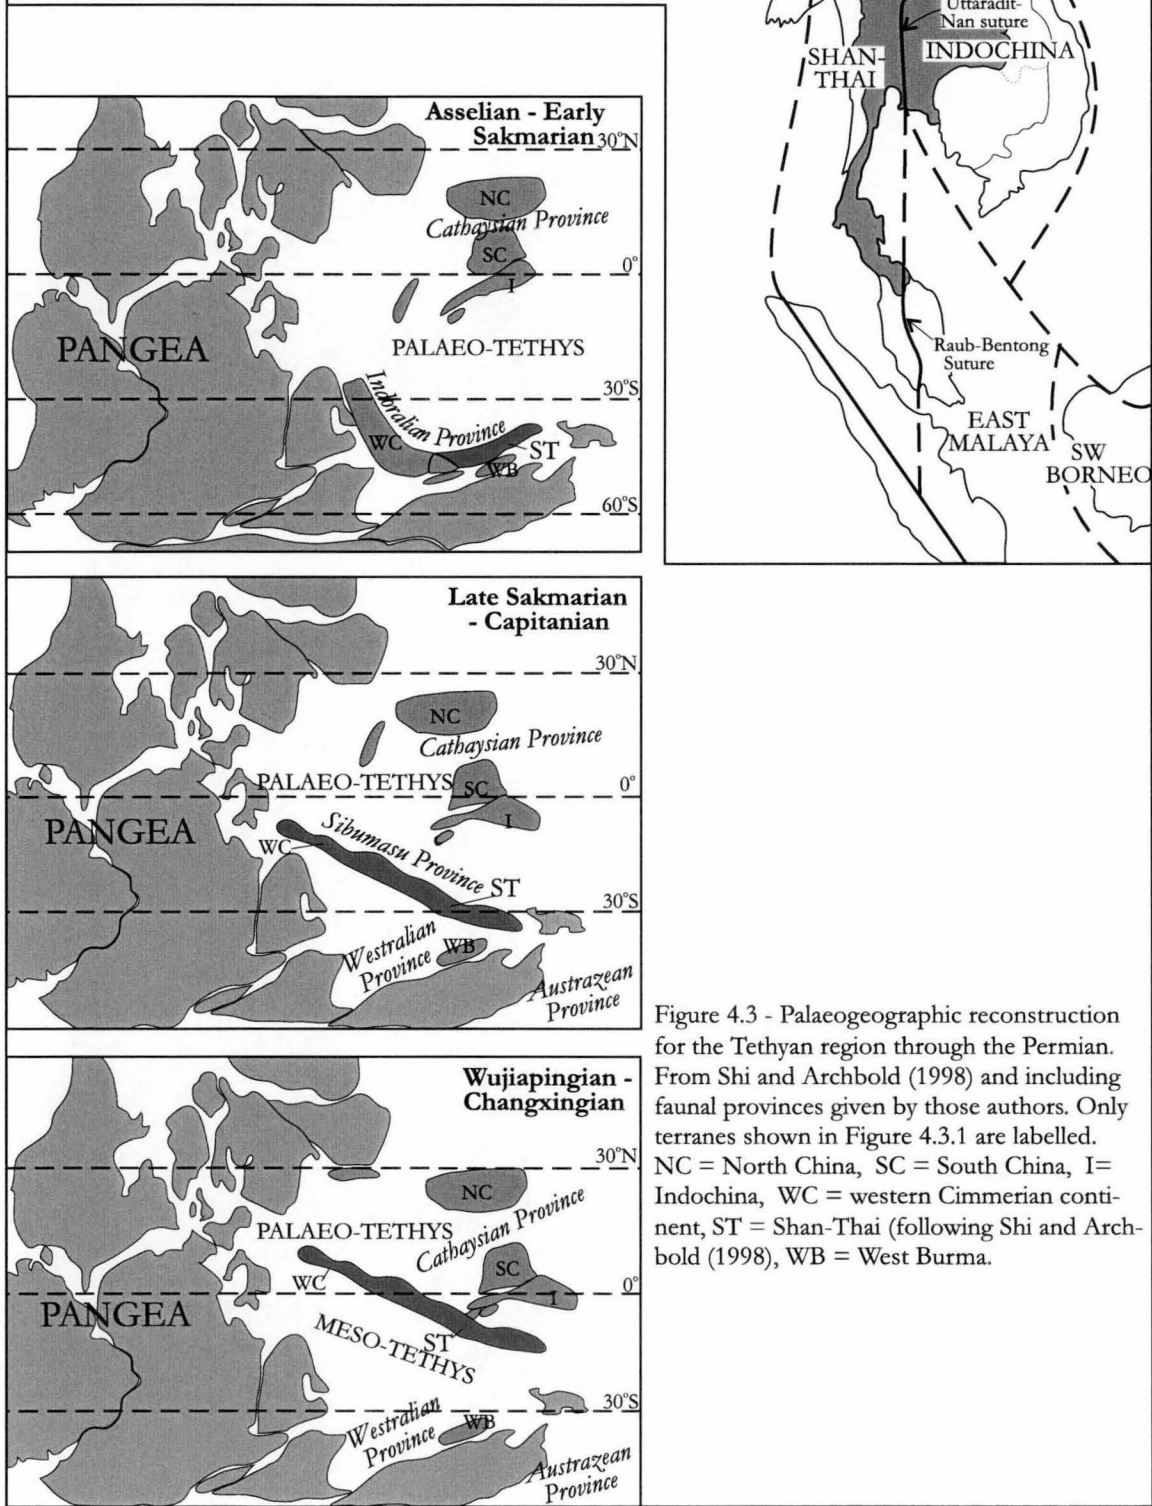 Uttaradit-
Nan suture
SHAN-
THAI
INDOCHINA
Raub-Bentong
Suture
EAST
MALAYA
SW
BORNEO
Asselian - Early
Sakmarian
30°N
NC
Cathaysian Province
SC
0°
I
PANGEA
PALAEO-TETHYS
30°S
Indoralian Province
WC
ST
WB
60°S
Late Sakmarian
- Capitanian
30°N
NC
Cathaysian Province
PALAEO-TETHYS
SC
0°
I
PANGEA
Sibumasu Province
WC
ST
30°S
Westralian
Province
WB
Austrazean
Province
Wujiapingian -
Changxingian
30°N
NC
PALAEO-TETHYS
Cathaysian Province
SC
WC
0°
I
PANGEA
MESO-TETHYS
ST
30°S
Westralian
Province
WB
Austrazean
Province
Figure 4.3 - Palaeogeographic reconstruction
for the Tethyan region through the Permian.
From Shi and Archbold (1998) and including
faunal provinces given by those authors. Only
terranes shown in Figure 4.3.1 are labelled.
NC = North China, SC = South China, I=
Indochina, WC = western Cimmerian conti-
nent, ST = Shan-Thai (following Shi and Arch-
bold (1998), WB = West Burma.